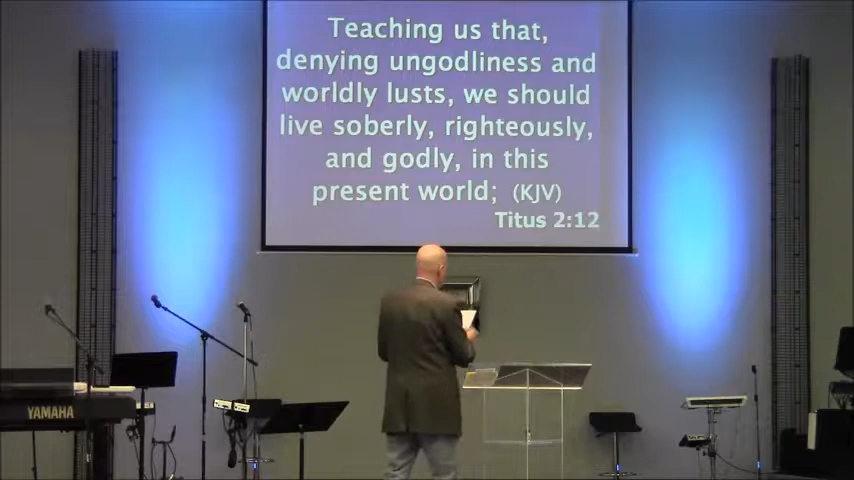 Teaching us that,
denying ungodliness and
worldly lusts, we should
live soberly, righteously,
and godly, in this
present world; (KJV)
Titus 2:12
YAMAHA